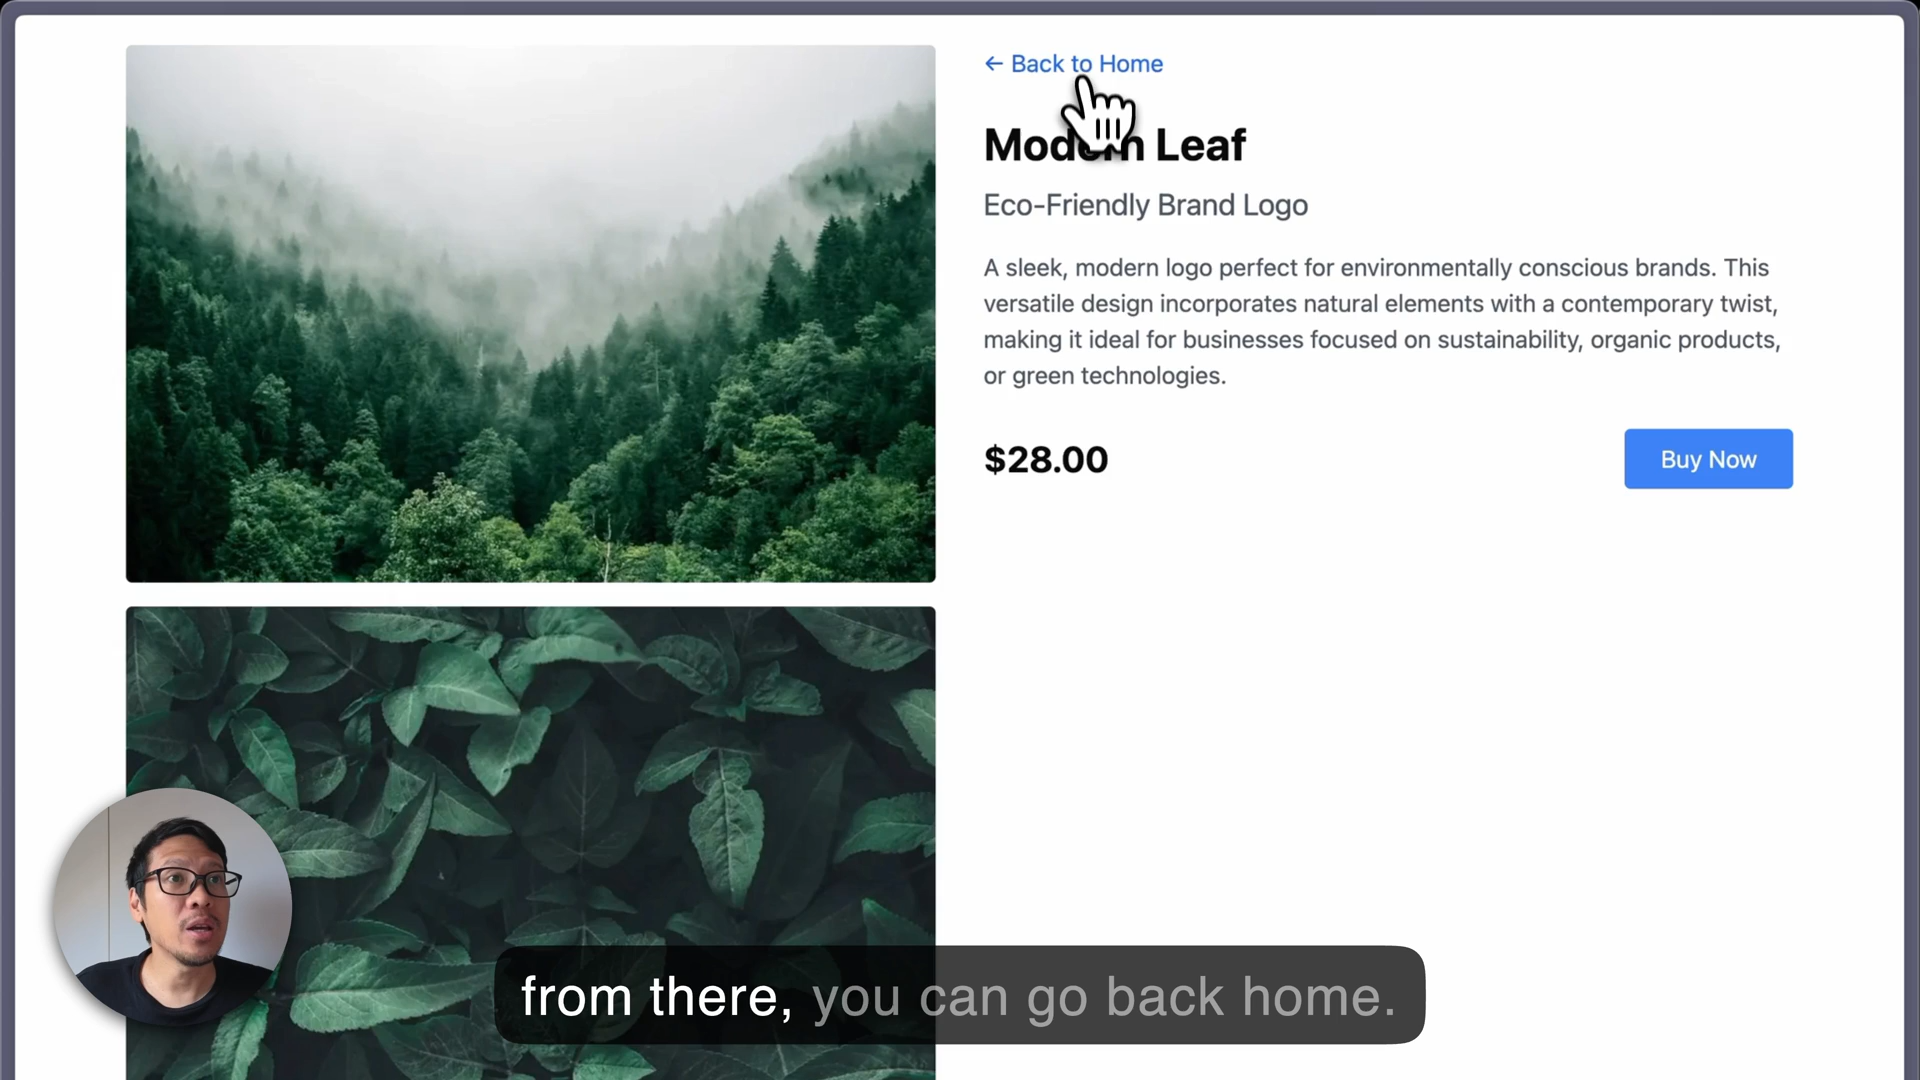 ← Back to Home
Modern Leaf
Eco-Friendly Brand Logo
A sleek, modern logo perfect for environmentally conscious brands. This
versatile design incorporates natural elements with a contemporary twist,
making it ideal for businesses focused on sustainability, organic products,
or green technologies.
$28.00
Buy Now
from there, you can go back home.